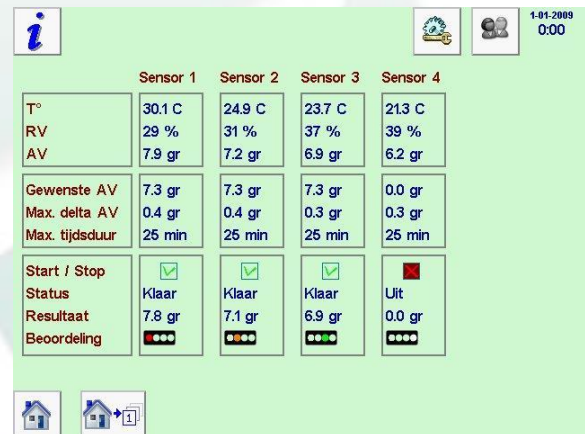 i
1-01-2009
0:00
Sensor 1 Sensor 2 Sensor 3 Sensor 4
T° 30.1 C 24.9 C 23.7 C 21.3 C
RV 29 % 31 % 37 % 39 %
AV 7.9 gr 7.2 gr 6.9 gr 6.2 gr
Gewenste AV 7.3 gr 7.3 gr 7.3 gr 0.0 gr
Max. delta AV 0.4 gr 0.4 gr 0.3 gr 0.3 gr
Max. tijdsduur 25 min 25 min 25 min 25 min
Start / Stop
Status Klaar Klaar Klaar Uit
Resultaat 7.8 gr 7.1 gr 6.9 gr 0.0 gr
Beoordeling
1